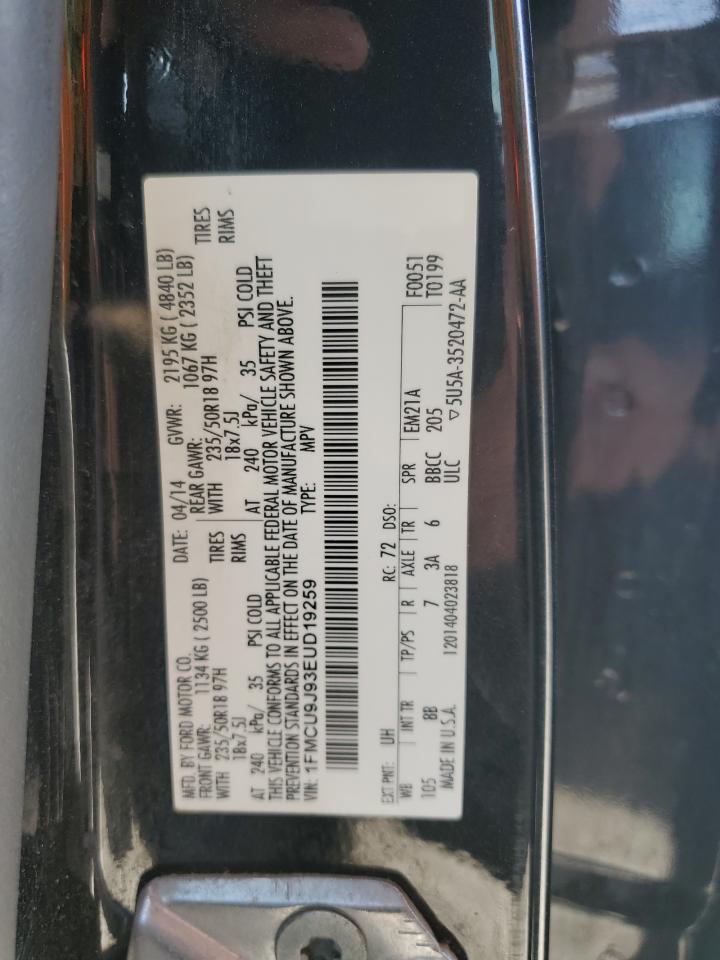 MFD. BY FORD MOTOR CO. DATE: 04/14 GVWR: 2195 KG ( 4840 LB)
FRONT GAWR: 1134 KG ( 2500 LB) REAR GAWR: 1067 KG ( 2352 LB)
WITH 235/50R18 97H TIRES WITH 235/50R18 97H TIRES
18x7.5J RIMS 18x7.5J RIMS
AT 240 kPa/ 35 PSI COLD AT 240 kPa/ 35 PSI COLD
THIS VEHICLE CONFORMS TO ALL APPLICABLE FEDERAL MOTOR VEHICLE SAFETY AND THEFT
PREVENTION STANDARDS IN EFFECT ON THE DATE OF MANUFACTURE SHOWN ABOVE.
VIN: 1FMCU9J93EUD19259 TYPE: MPV
EXT PNT: UH RC: 72 DSO: F0051
WB INT TR TP/PS R AXLE TR SPR EM21A T0199
105 8B 7 3A 6 BBCC 205
MADE IN U.S.A. 1201404023818 ULC ▽ 5U5A-3520472-AA